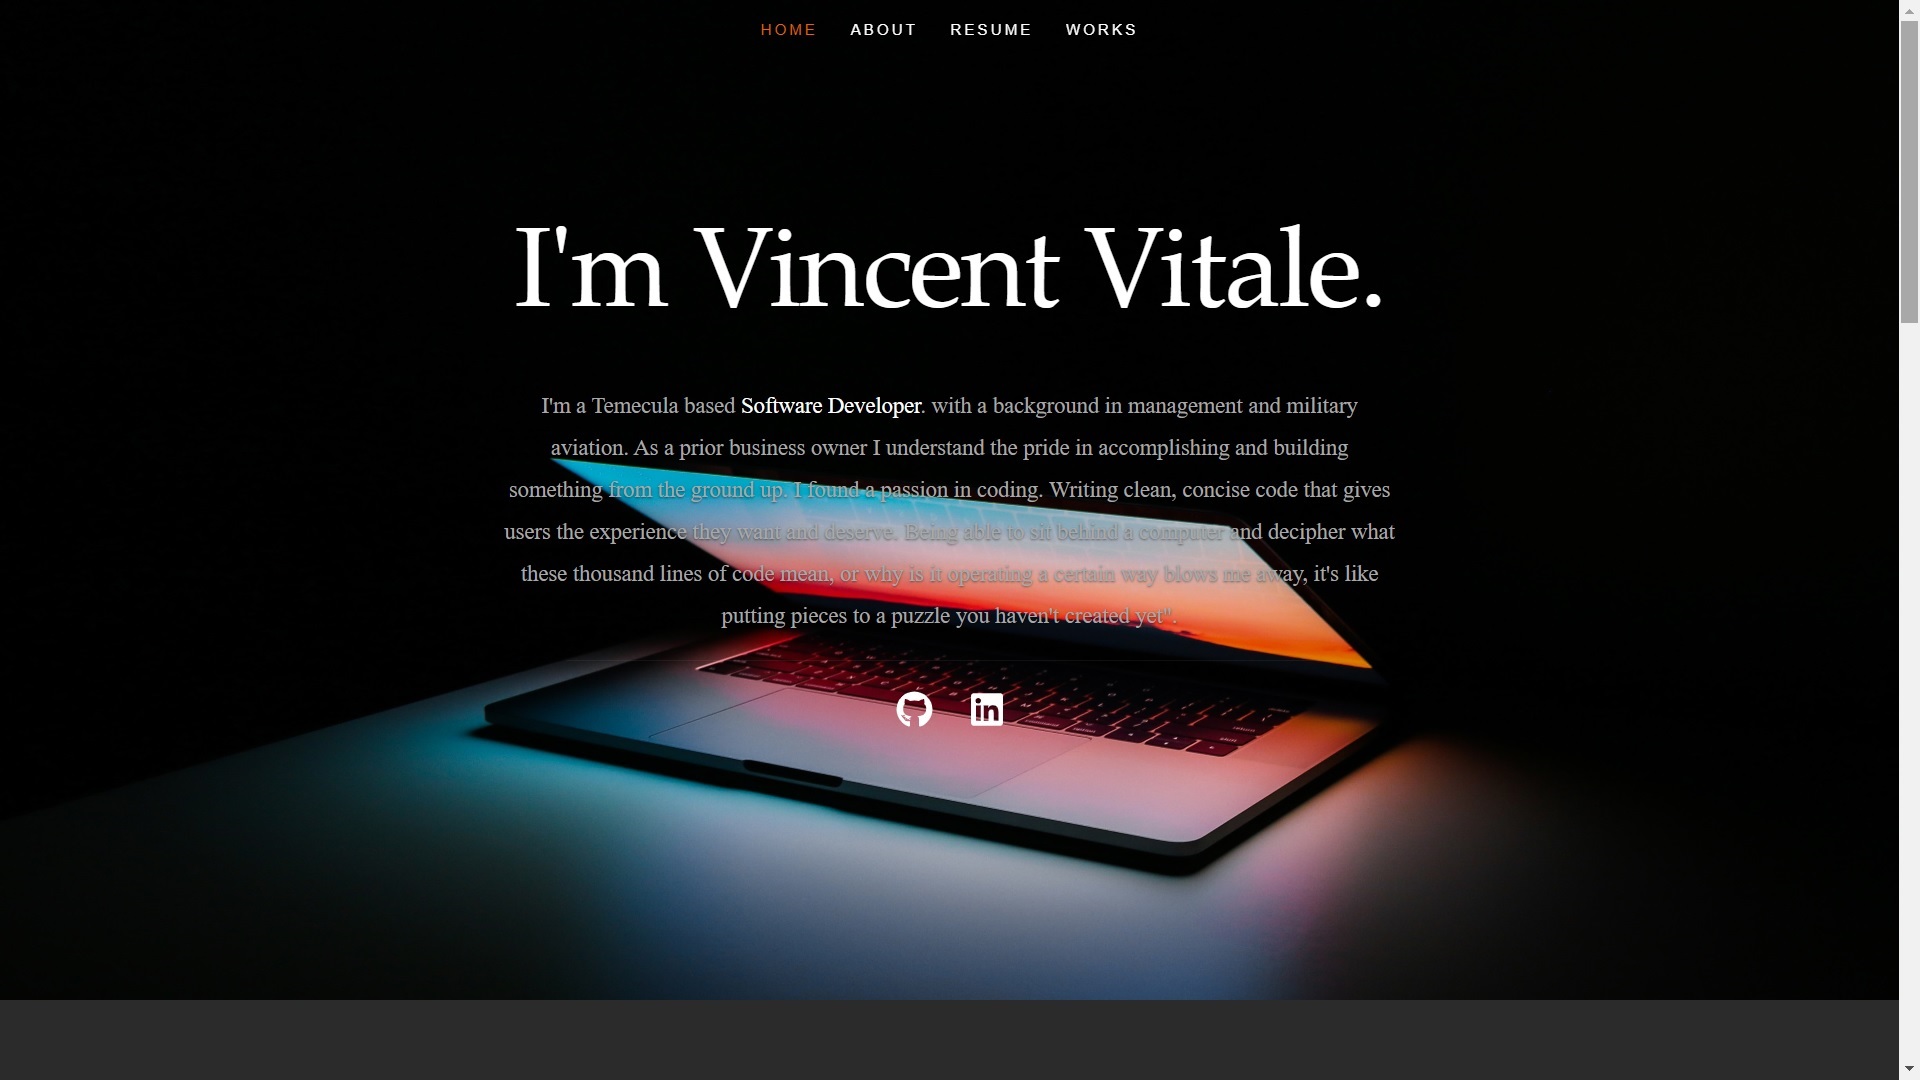 HOME ABOUT RESUME WORKS
I'm Vincent Vitale.
I'm a Temecula based Software Developer. with a background in management and military
aviation. As a prior business owner I understand the pride in accomplishing and building
something from the ground up. I found a passion in coding. Writing clean, concise code that gives
users the experience they want and deserve. Being able to sit behind a computer and decipher what
these thousand lines of code mean, or why is it operating a certain way blows me away, it's like
putting pieces to a puzzle you haven't created yet".
in